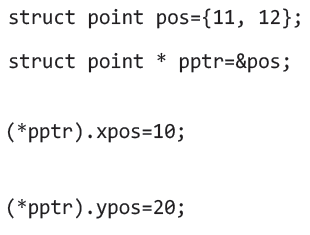 struct point pos={11, 12};
struct point * pptr=&pos;
(*pptr).xpos=10;
(*pptr).ypos=20;